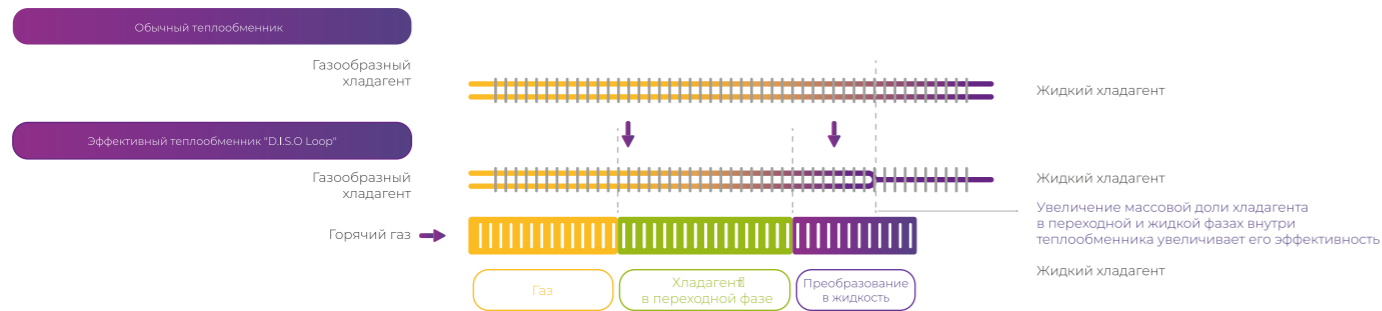 Обычный теплообменник
Газообразный
хладагент
Жидкий хладагент
Эффективный теплообменник "D.I.S.O Loop"
Газообразный
хладагент
Жидкий хладагент
Увеличение массовой доли хладагента
в переходной и жидкой фазах внутри
теплообменника увеличивает его эффективность
Горячий газ
Жидкий хладагент
Газ
Хладагент
в переходной фазе
Преобразование
в жидкость